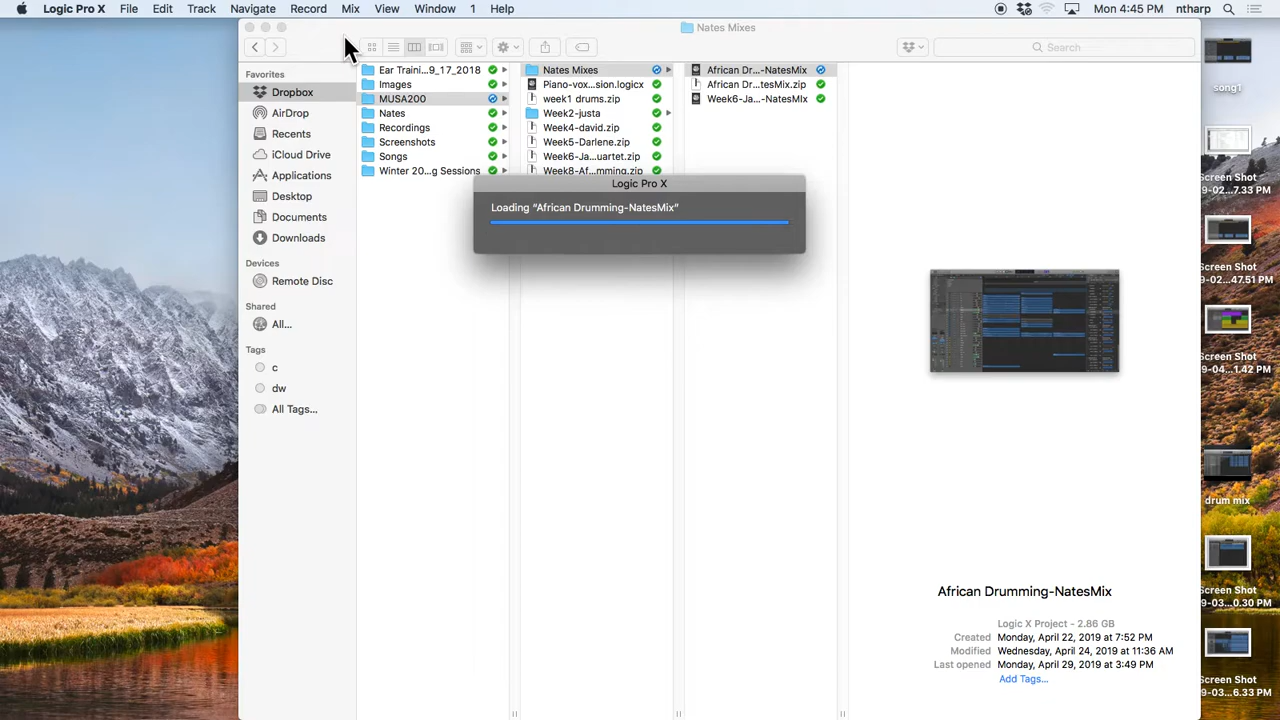 Logic Pro X File Edit Track Navigate Record Mix View Window 1 Help Mon 4:45 PM ntharp
Nates Mixes
Search
Favorites
Dropbox
AirDrop
Recents
iCloud Drive
Applications
Desktop
Documents
Downloads
Devices
Remote Disc
Shared
All...
Tags
c
dw
All Tags...
Ear Traini...9_17_2018
Images
MUSA200
Nates
Recordings
Screenshots
Songs
Winter 20...g Sessions
Nates Mixes
Piano-vox...sion.logicx
week1 drums.zip
Week2-justa
Week4-david.zip
Week5-Darlene.zip
Week6-Ja...uartet.zip
Week8-Af...mming.zip
African Dr...-NatesMix
African Dr...tesMix.zip
Week6-Ja...-NatesMIx
Logic Pro X
Loading “African Drumming-NatesMix”
African Drumming-NatesMix
Logic X Project - 2.86 GB
Created Monday, April 22, 2019 at 7:52 PM
Modified Wednesday, April 24, 2019 at 11:36 AM
Last opened Monday, April 29, 2019 at 3:49 PM
Add Tags...
song1
Screen Shot
9-02...7.33 PM
Screen Shot
9-02...47.51 PM
Screen Shot
9-04...1.42 PM
drum mix
Screen Shot
9-03...0.30 PM
Screen Shot
9-03...6.33 PM